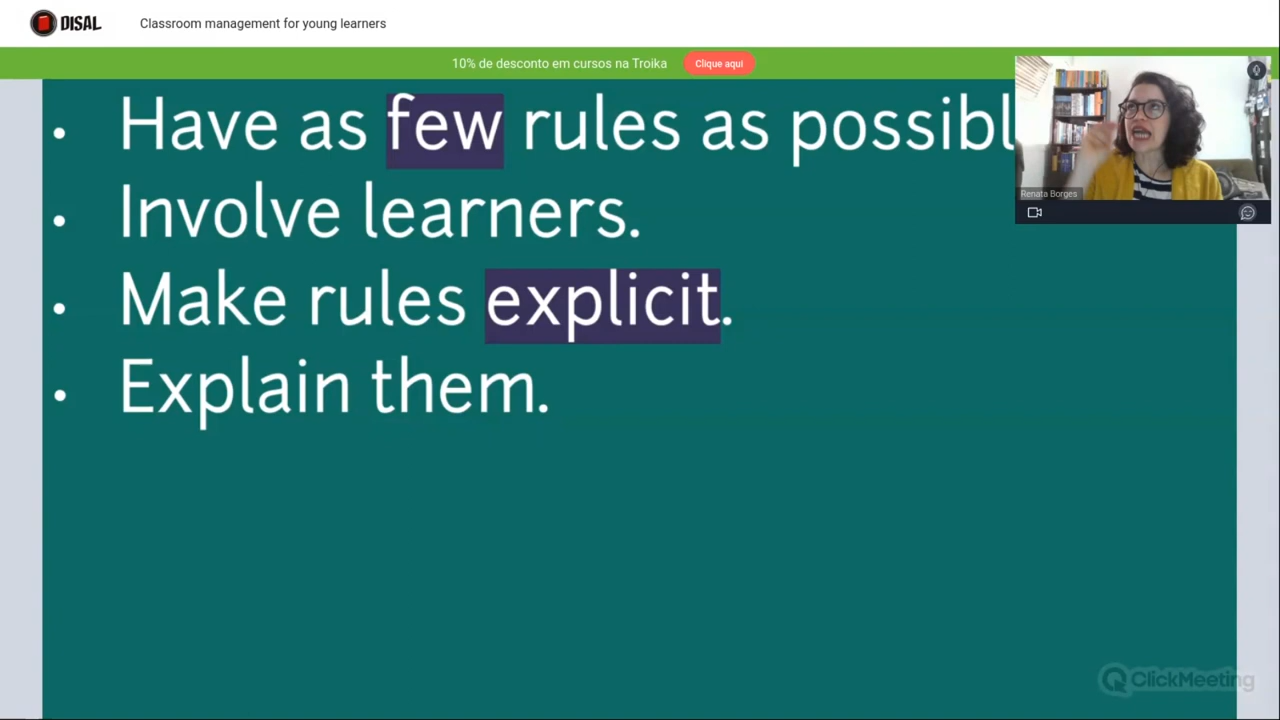 DISAL
Classroom management for young learners
10% de desconto em cursos na Troika
Clique aqui
• Have as few rules as possibl
Renata Borges
• Involve learners.
• Make rules explicit.
• Explain them.
ClickMeeting